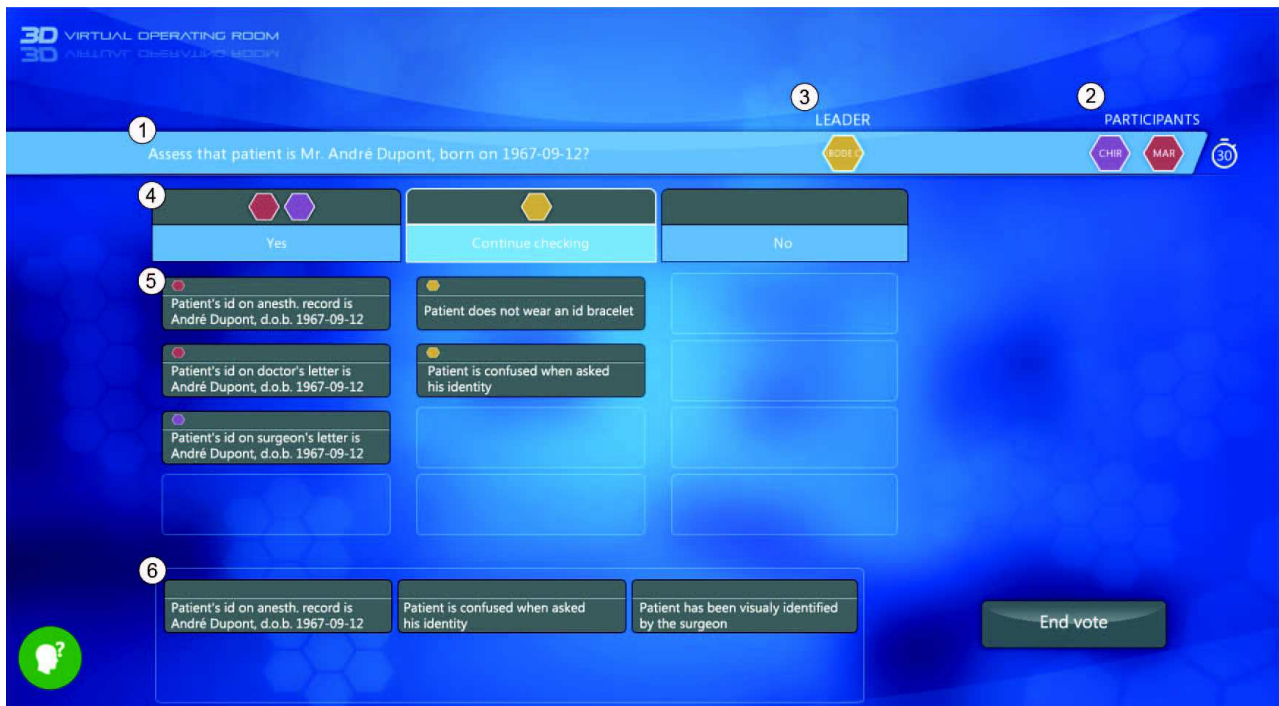 3D VIRTUAL OPERATING ROOM
3
2
LEADER
PARTICIPANTS
1
Assess that patient is Mr. André Dupont, born on 1967-09-12?
CHIR
MAR
30
4
Yes
Continue checking
No
5
Patient's id on anesth. record is
André Dupont, d.o.b. 1967-09-12
Patient does not wear an id bracelet
Patient's id on doctor's letter is
André Dupont, d.o.b. 1967-09-12
Patient is confused when asked
his identity
Patient's id on surgeon's letter is
André Dupont, d.o.b. 1967-09-12
6
Patient's id on anesth. record is
André Dupont, d.o.b. 1967-09-12
Patient is confused when asked
his identity
Patient has been visualy identified
by the surgeon
End vote
?